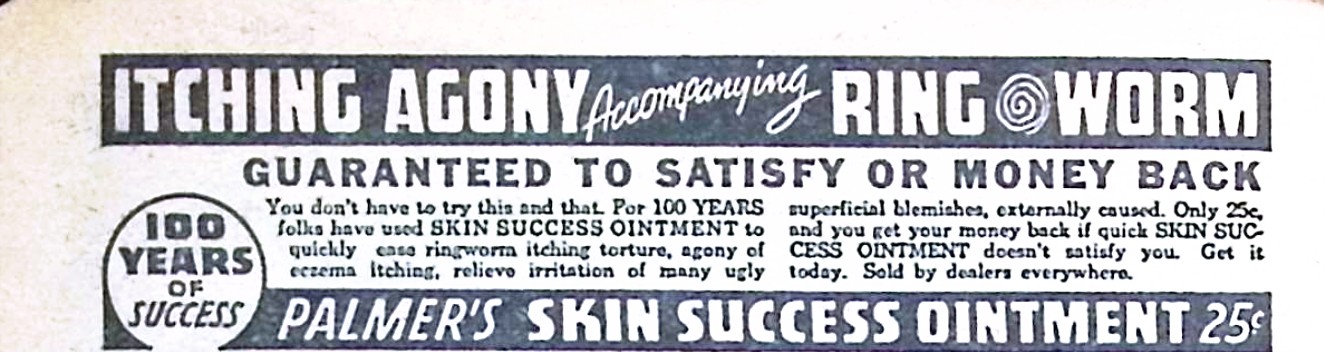 ITCHING AGONY Accompanying RING WORM
GUARANTEED TO SATISFY OR MONEY BACK
100
YEARS
OF
SUCCESS
You don't have to try this and that. For 100 YEARS
folks have used SKIN SUCCESS OINTMENT to
quickly ease ringworm itching torture, agony of
eczema itching, relieve irritation of many ugly
superficial blemishes, externally caused. Only 25c,
and you get your money back if quick SKIN SUC-
CESS OINTMENT doesn't satisfy you. Get it
today. Sold by dealers everywhere.
PALMER'S SKIN SUCCESS OINTMENT 25c